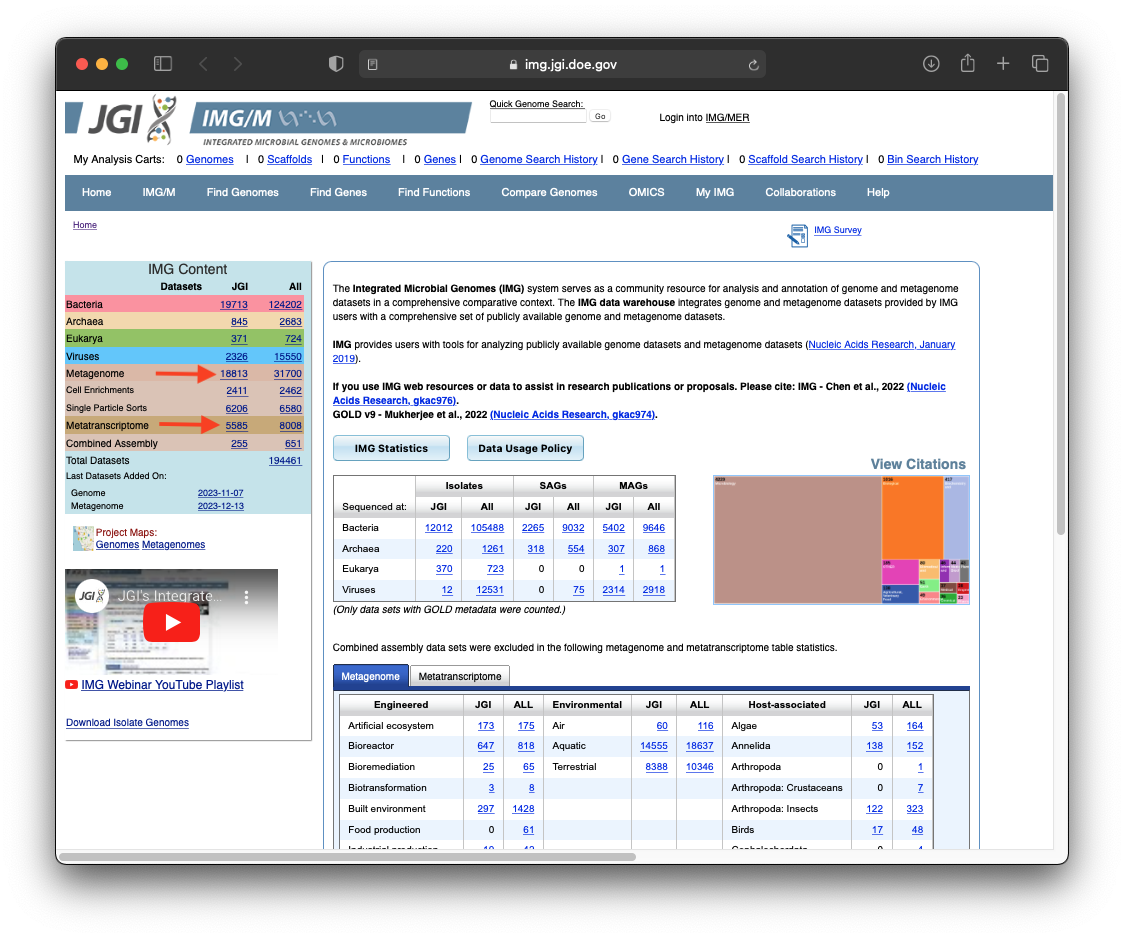 img.jgi.doe.gov
JGI IMG/M
INTEGRATED MICROBIAL GENOMES & MICROBIOMES
Quick Genome Search:
Go
Login into IMG/MER
My Analysis Carts: 0 Genomes I 0 Scaffolds I 0 Functions I 0 Genes I 0 Genome Search History I 0 Gene Search History I 0 Scaffold Search History I 0 Bin Search History
Home IMG/M Find Genomes Find Genes Find Functions Compare Genomes OMICS My IMG Collaborations Help
Home
IMG Survey
IMG Content
Datasets JGI All
Bacteria 19713 124202
Archaea 845 2683
Eukarya 371 724
Viruses 2326 15550
Metagenome 18813 31700
Cell Enrichments 2411 2462
Single Particle Sorts 6206 6580
Metatranscriptome 5585 8008
Combined Assembly 255 651
Total Datasets 194461
Last Datasets Added On:
Genome 2023-11-07
Metagenome 2023-12-13
Project Maps:
Genomes Metagenomes
JGI JGI's Integrate...
IMG Webinar YouTube Playlist
Download Isolate Genomes
The Integrated Microbial Genomes (IMG) system serves as a community resource for analysis and annotation of genome and metagenome
datasets in a comprehensive comparative context. The IMG data warehouse integrates genome and metagenome datasets provided by IMG
users with a comprehensive set of publicly available genome and metagenome datasets.
IMG provides users with tools for analyzing publicly available genome datasets and metagenome datasets (Nucleic Acids Research, January
2019).
If you use IMG web resources or data to assist in research publications or proposals. Please cite: IMG - Chen et al., 2022 (Nucleic
Acids Research, gkac976).
GOLD v9 - Mukherjee et al., 2022 (Nucleic Acids Research, gkac974).
IMG Statistics Data Usage Policy
View Citations
Isolates SAGs MAGs
Sequenced at: JGI All JGI All JGI All
Bacteria 12012 105488 2265 9032 5402 9646
Archaea 220 1261 318 554 307 868
Eukarya 370 723 0 0 1 1
Viruses 12 12531 0 75 2314 2918
(Only data sets with GOLD metadata were counted.)
Combined assembly data sets were excluded in the following metagenome and metatranscriptome table statistics.
Metagenome Metatranscriptome
Engineered JGI ALL Environmental JGI ALL Host-associated JGI ALL
Artificial ecosystem 173 175 Air 60 116 Algae 53 164
Bioreactor 647 818 Aquatic 14555 18637 Annelida 138 152
Bioremediation 25 65 Terrestrial 8388 10346 Arthropoda 0 1
Biotransformation 3 8 Arthropoda: Crustaceans 0 7
Built environment 297 1428 Arthropoda: Insects 122 323
Food production 0 61 Birds 17 48